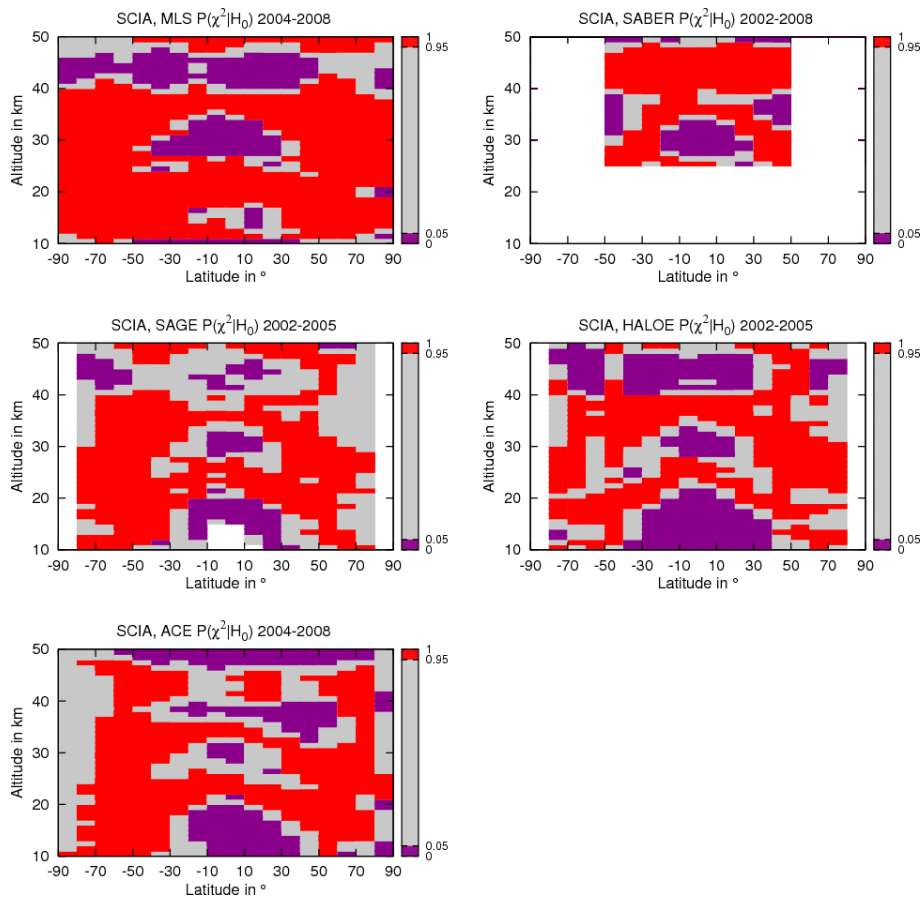 SCIA, MLS P(χ²|H₀) 2004-2008
Altitude in km
50
40
30
20
10
-90 -70 -50 -30 -10 10 30 50 70 90
Latitude in °
1
0.95
0.05
0
SCIA, SABER P(χ²|H₀) 2002-2008
Altitude in km
50
40
30
20
10
-90 -70 -50 -30 -10 10 30 50 70 90
Latitude in °
1
0.95
0.05
0
SCIA, SAGE P(χ²|H₀) 2002-2005
Altitude in km
50
40
30
20
10
-90 -70 -50 -30 -10 10 30 50 70 90
Latitude in °
1
0.95
0.05
0
SCIA, HALOE P(χ²|H₀) 2002-2005
Altitude in km
50
40
30
20
10
-90 -70 -50 -30 -10 10 30 50 70 90
Latitude in °
1
0.95
0.05
0
SCIA, ACE P(χ²|H₀) 2004-2008
Altitude in km
50
40
30
20
10
-90 -70 -50 -30 -10 10 30 50 70 90
Latitude in °
1
0.95
0.05
0